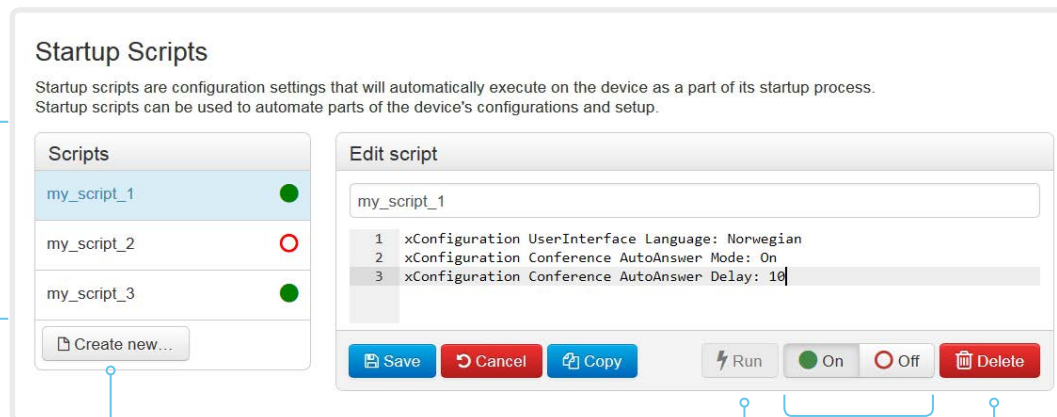 Startup Scripts
Startup scripts are configuration settings that will automatically execute on the device as a part of its startup process.
Startup scripts can be used to automate parts of the device's configurations and setup.
Scripts
my_script_1
my_script_2
my_script_3
Create new...
Edit script
my_script_1
1 xConfiguration UserInterface Language: Norwegian
2 xConfiguration Conference AutoAnswer Mode: On
3 xConfiguration Conference AutoAnswer Delay: 10
Save Cancel Copy Run On Off Delete